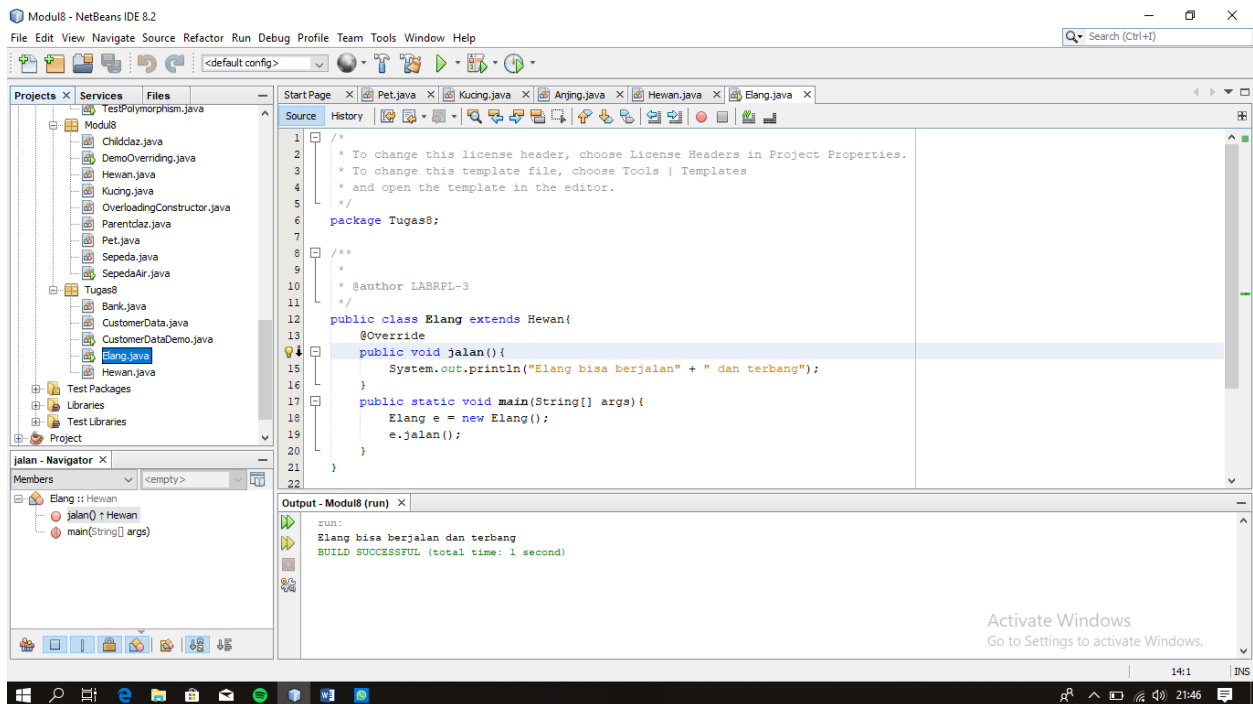 Modul8 - NetBeans IDE 8.2
File Edit View Navigate Source Refactor Run Debug Profile Team Tools Window Help
Search (Ctrl+I)
<default config>
Projects Services Files
Start Page Pet.java Kucing.java Anjing.java Hewan.java Elang.java
Source History
TestPolymorphism.java
Modul8
Childclaz.java
DemoOverriding.java
Hewan.java
Kucing.java
OverloadingConstructor.java
Parentclaz.java
Pet.java
Sepeda.java
SepedaAir.java
Tugas8
Bank.java
CustomerData.java
CustomerDataDemo.java
Elang.java
Hewan.java
Test Packages
Libraries
Test Libraries
Project
1 /*
2 * To change this license header, choose License Headers in Project Properties.
3 * To change this template file, choose Tools | Templates
4 * and open the template in the editor.
5 */
6 package Tugas8;
7
8 /**
9 *
10 * @author LABRPL-3
11 */
12 public class Elang extends Hewan{
13 @Override
public void jalan(){
15 System.out.println("Elang bisa berjalan" + " dan terbang");
16 }
17 public static void main(String[] args){
18 Elang e = new Elang();
19 e.jalan();
20 }
21 }
22
jalan - Navigator
Members <empty>
Elang :: Hewan
jalan() ↑ Hewan
main(String[] args)
Output - Modul8 (run)
run:
Elang bisa berjalan dan terbang
BUILD SUCCESSFUL (total time: 1 second)
Activate Windows
Go to Settings to activate Windows.
14:1 INS
21:46